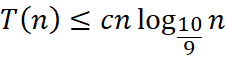 T(n) ≤ cn log_{10/9} n